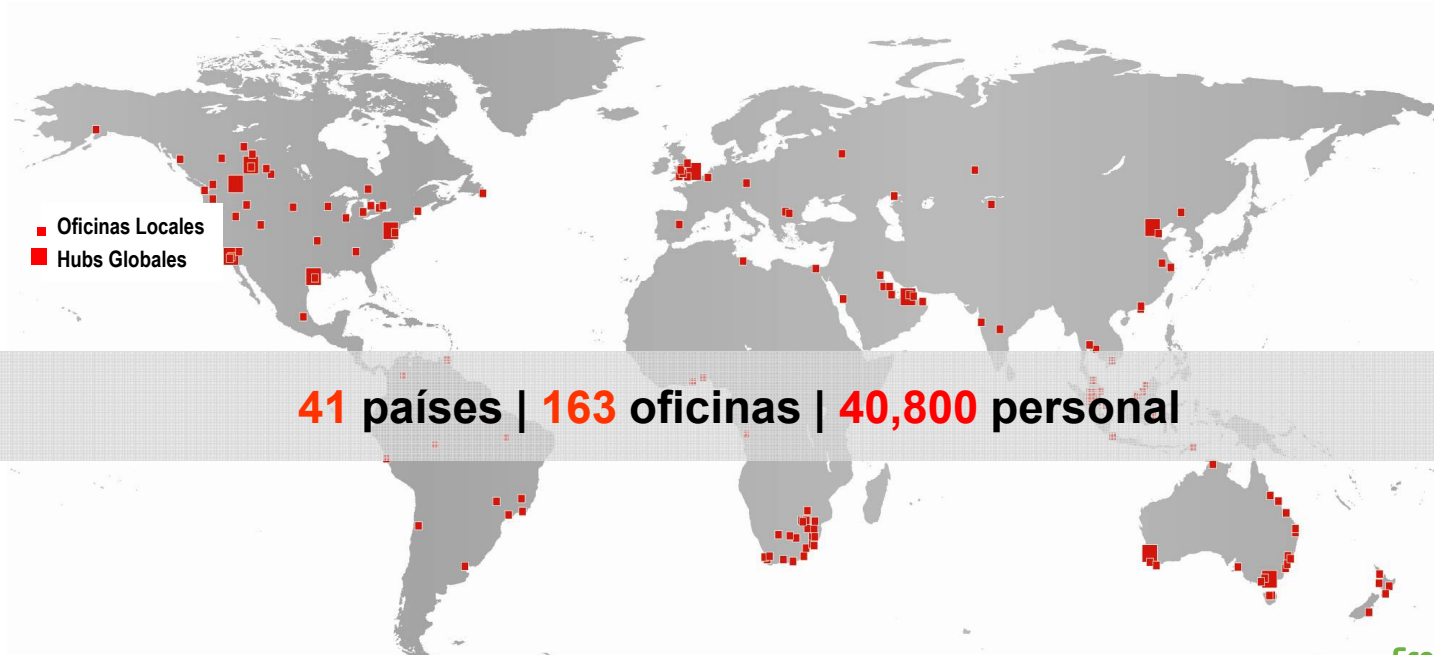 Oficinas Locales
Hubs Globales
41 países | 163 oficinas | 40,800 personal